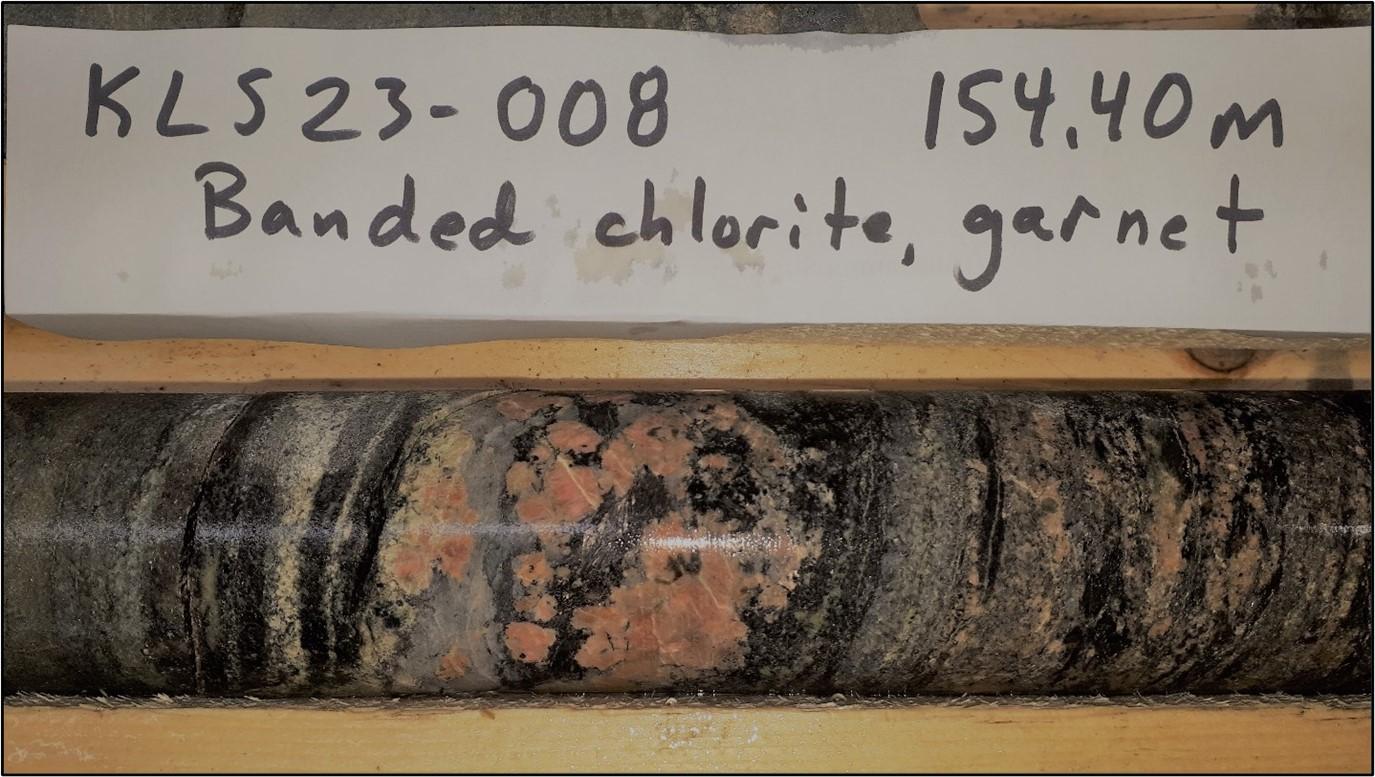 KLS23-008 154.40m
Banded chlorite, garnet